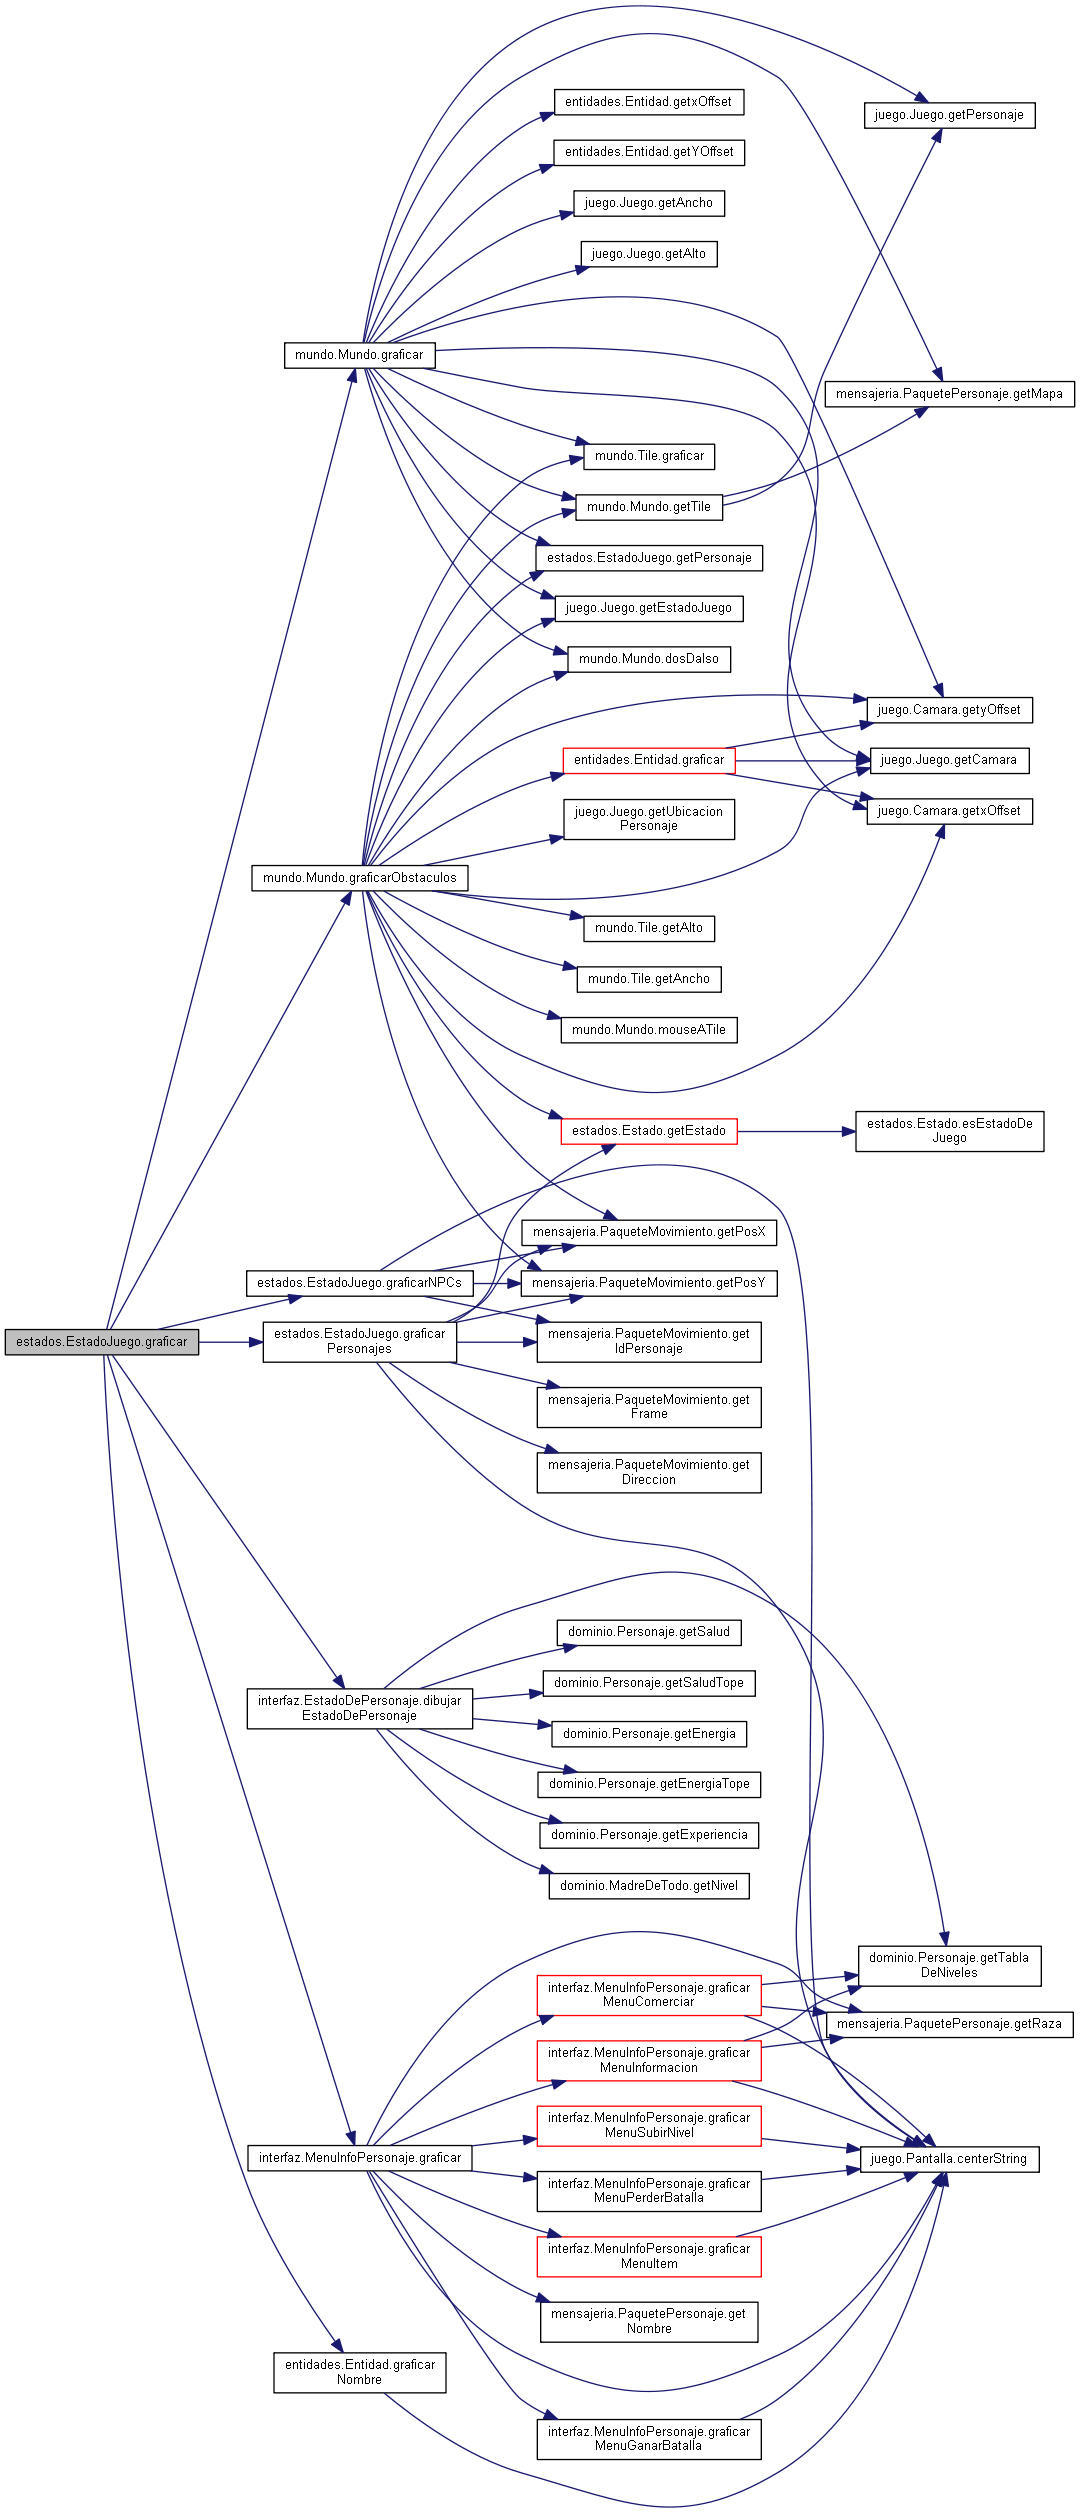 juego.Juego.getPersonaje
entidades.Entidad.getxOffset
entidades.Entidad.getYOffset
juego.Juego.getAncho
juego.Juego.getAlto
mundo.Mundo.graficar
mensajeria.PaquetePersonaje.getMapa
mundo.Tile.graficar
mundo.Mundo.getTile
estados.EstadoJuego.getPersonaje
juego.Juego.getEstadoJuego
mundo.Mundo.dosDaIso
juego.Camara.getyOffset
entidades.Entidad.graficar
juego.Juego.getCamara
juego.Camara.getxOffset
juego.Juego.getUbicacion
Personaje
mundo.Mundo.graficarObstaculos
mundo.Tile.getAlto
mundo.Tile.getAncho
mundo.Mundo.mouseATile
estados.Estado.getEstado
estados.Estado.esEstadoDe
Juego
mensajeria.PaqueteMovimiento.getPosX
estados.EstadoJuego.graficarNPCs
mensajeria.PaqueteMovimiento.getPosY
estados.EstadoJuego.graficar
estados.EstadoJuego.graficar
Personajes
mensajeria.PaqueteMovimiento.get
IdPersonaje
mensajeria.PaqueteMovimiento.get
Frame
mensajeria.PaqueteMovimiento.get
Direccion
dominio.Personaje.getSalud
dominio.Personaje.getSaludTope
interfaz.EstadoDePersonaje.dibujar
EstadoDePersonaje
dominio.Personaje.getEnergia
dominio.Personaje.getEnergiaTope
dominio.Personaje.getExperiencia
dominio.MadreDeTodo.getNivel
dominio.Personaje.getTabla
DeNiveles
interfaz.MenuInfoPersonaje.graficar
MenuComerciar
mensajeria.PaquetePersonaje.getRaza
interfaz.MenuInfoPersonaje.graficar
MenuInformacion
interfaz.MenuInfoPersonaje.graficar
MenuSubirNivel
interfaz.MenuInfoPersonaje.graficar
juego.Pantalla.centerString
interfaz.MenuInfoPersonaje.graficar
MenuPerderBatalla
interfaz.MenuInfoPersonaje.graficar
MenuItem
mensajeria.PaquetePersonaje.get
Nombre
entidades.Entidad.graficar
Nombre
interfaz.MenuInfoPersonaje.graficar
MenuGanarBatalla